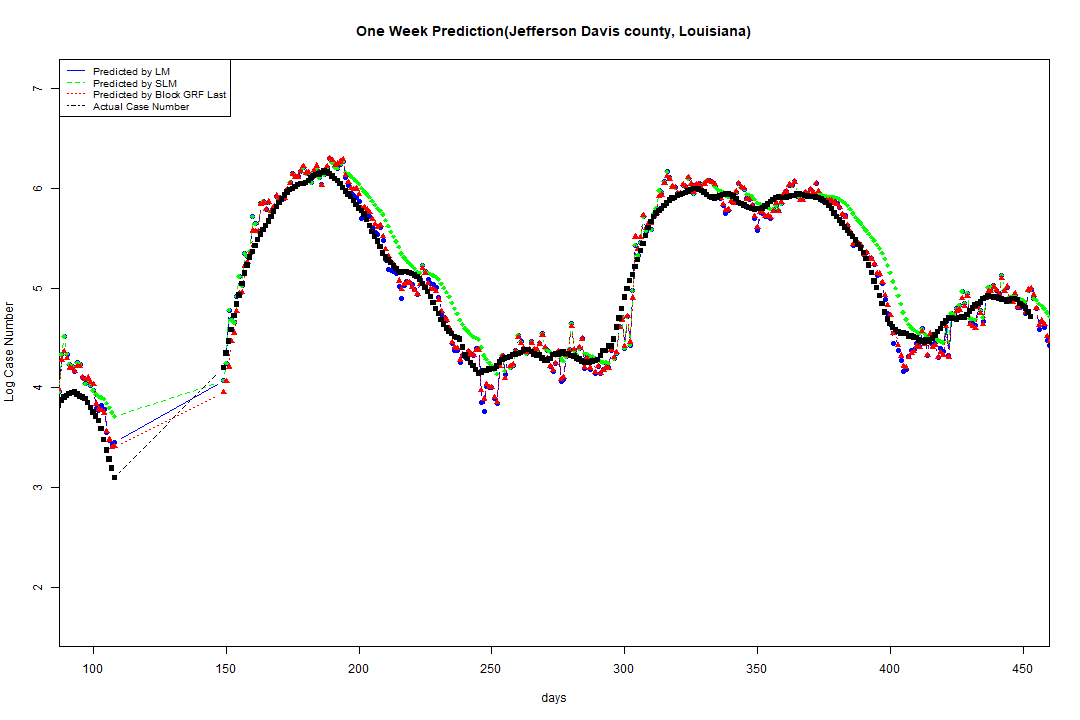 One Week Prediction(Jefferson Davis county, Louisiana)
Predicted by LM
Predicted by SLM
Predicted by Block GRF Last
Actual Case Number
Log Case Number
7
6
5
4
3
2
100 150 200 250 300 350 400 450
days